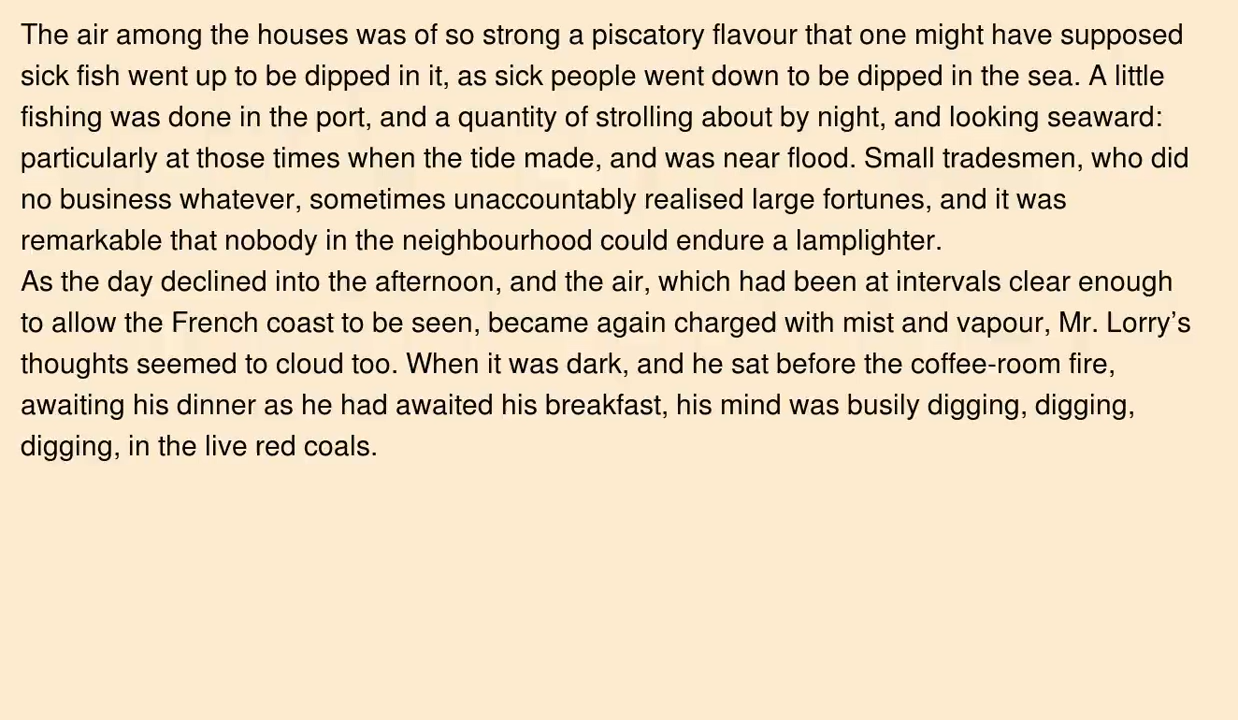 The air among the houses was of so strong a piscatory flavour that one might have supposed
sick fish went up to be dipped in it, as sick people went down to be dipped in the sea. A little
fishing was done in the port, and a quantity of strolling about by night, and looking seaward:
particularly at those times when the tide made, and was near flood. Small tradesmen, who did
no business whatever, sometimes unaccountably realised large fortunes, and it was
remarkable that nobody in the neighbourhood could endure a lamplighter.
As the day declined into the afternoon, and the air, which had been at intervals clear enough
to allow the French coast to be seen, became again charged with mist and vapour, Mr. Lorry’s
thoughts seemed to cloud too. When it was dark, and he sat before the coffee-room fire,
awaiting his dinner as he had awaited his breakfast, his mind was busily digging, digging,
digging, in the live red coals.